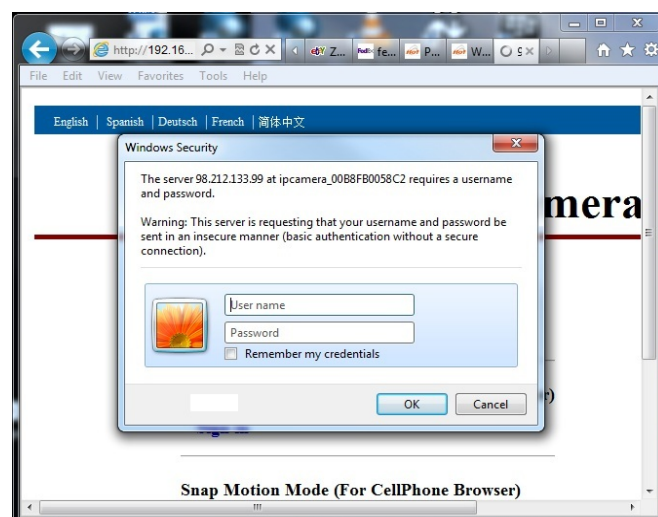 http://192.16...
Z...
fe...
P...
W...
File Edit View Favorites Tools Help
English | Spanish | Deutsch | French | 简体中文
Windows Security
The server 98.212.133.99 at ipcamera_00B8FB0058C2 requires a username
and password.
Warning: This server is requesting that your username and password be
sent in an insecure manner (basic authentication without a secure
connection).
mera
User name
Password
Remember my credentials
OK Cancel
Snap Motion Mode (For CellPhone Browser)